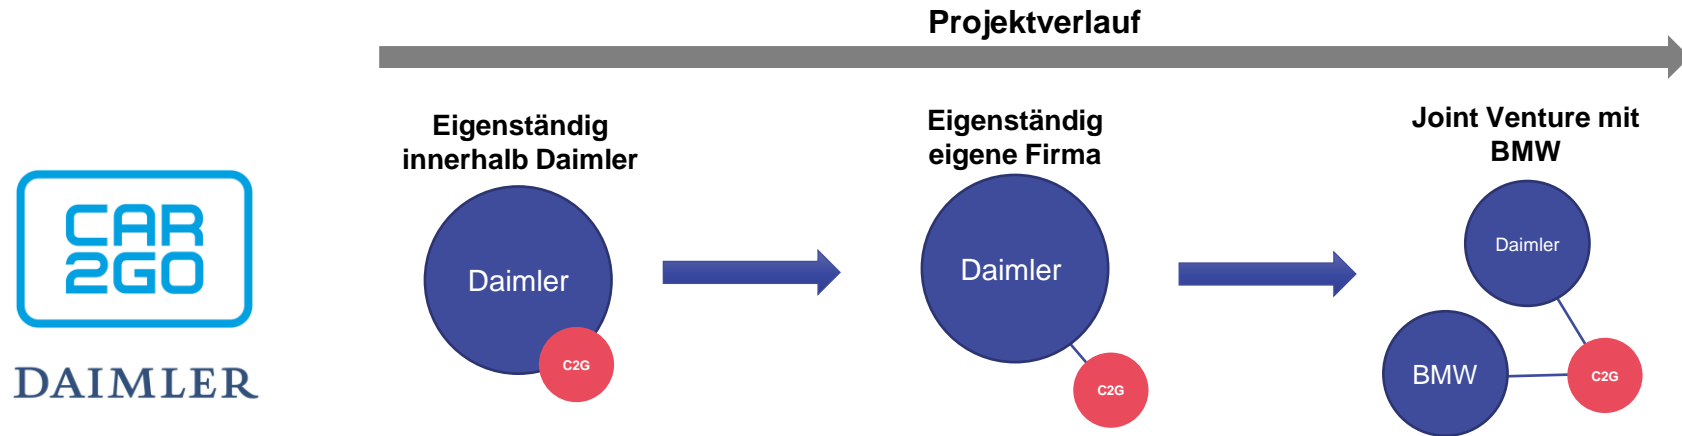 Projektverlauf
Eigenständig
innerhalb Daimler
Eigenständig
eigene Firma
Joint Venture mit
BMW
CAR
2GO
DAIMLER
Daimler
C2G
Daimler
C2G
Daimler
BMW
C2G